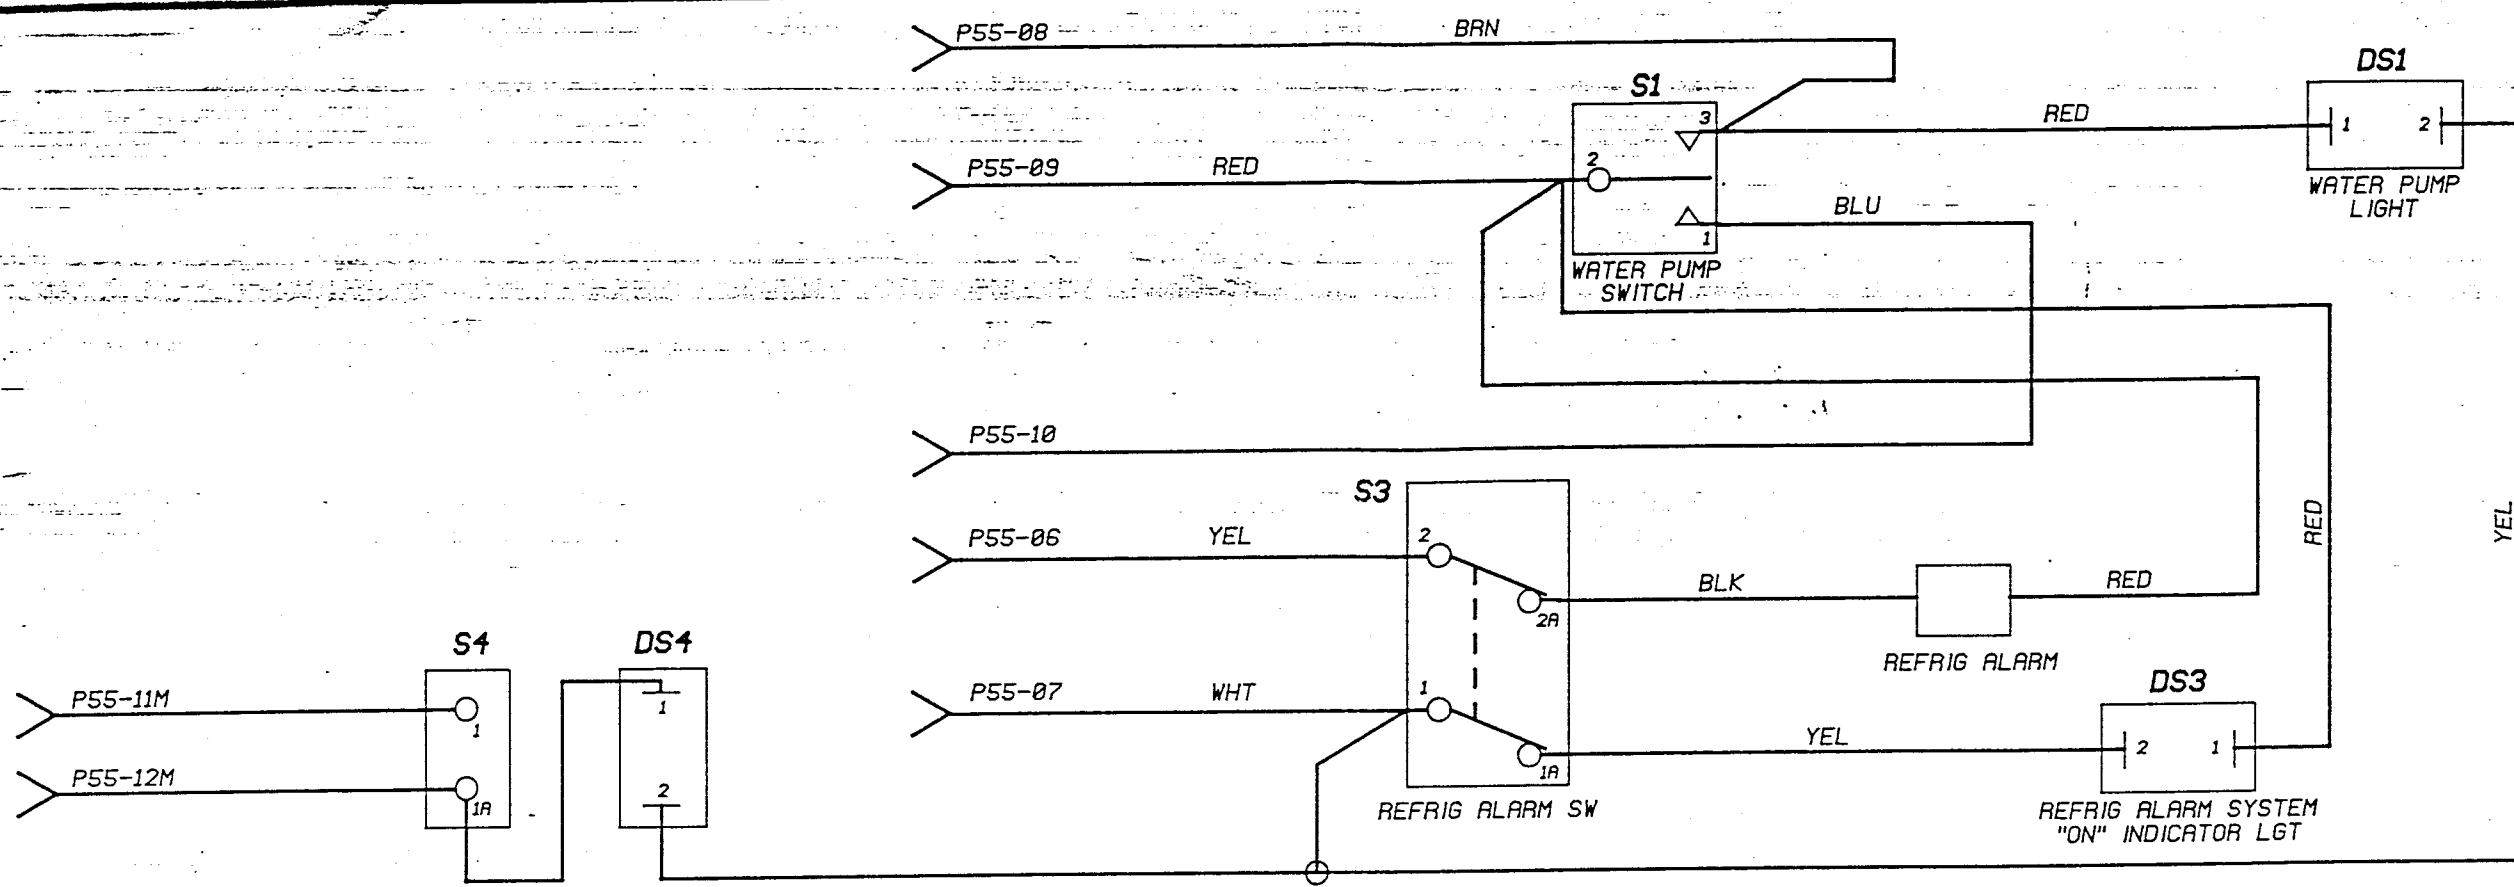 P55-08
BRN
DS1
S1
3
RED
1
2
P55-09
RED
2
WATER PUMP
LIGHT
BLU
1
WATER PUMP
SWITCH
P55-10
S3
P55-06
YEL
2
RED
YEL
BLK
RED
2A
S4
DS4
REFRIG ALARM
P55-11M
1
1
P55-07
WHT
1
DS3
YEL
2
1
P55-12M
1A
2
1A
REFRIG ALARM SW
REFRIG ALARM SYSTEM
"ON" INDICATOR LGT